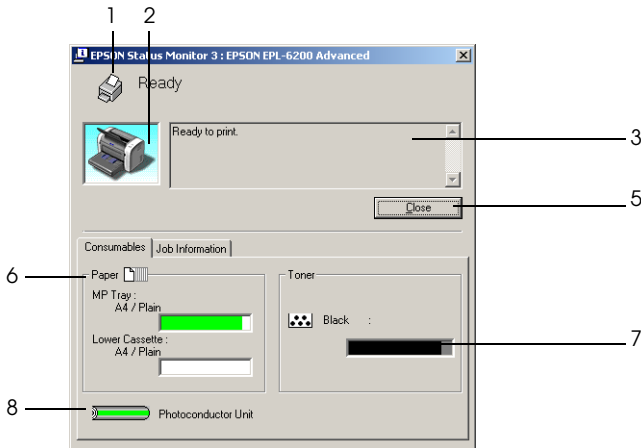 1 2
EPSON Status Monitor 3 : EPSON EPL-6200 Advanced
Ready
Ready to print.
3
Close
5
Consumables Job Information
6
Paper
MP Tray :
A4 / Plain
Lower Cassette :
A4 / Plain
Toner
Black :
7
8
Photoconductor Unit